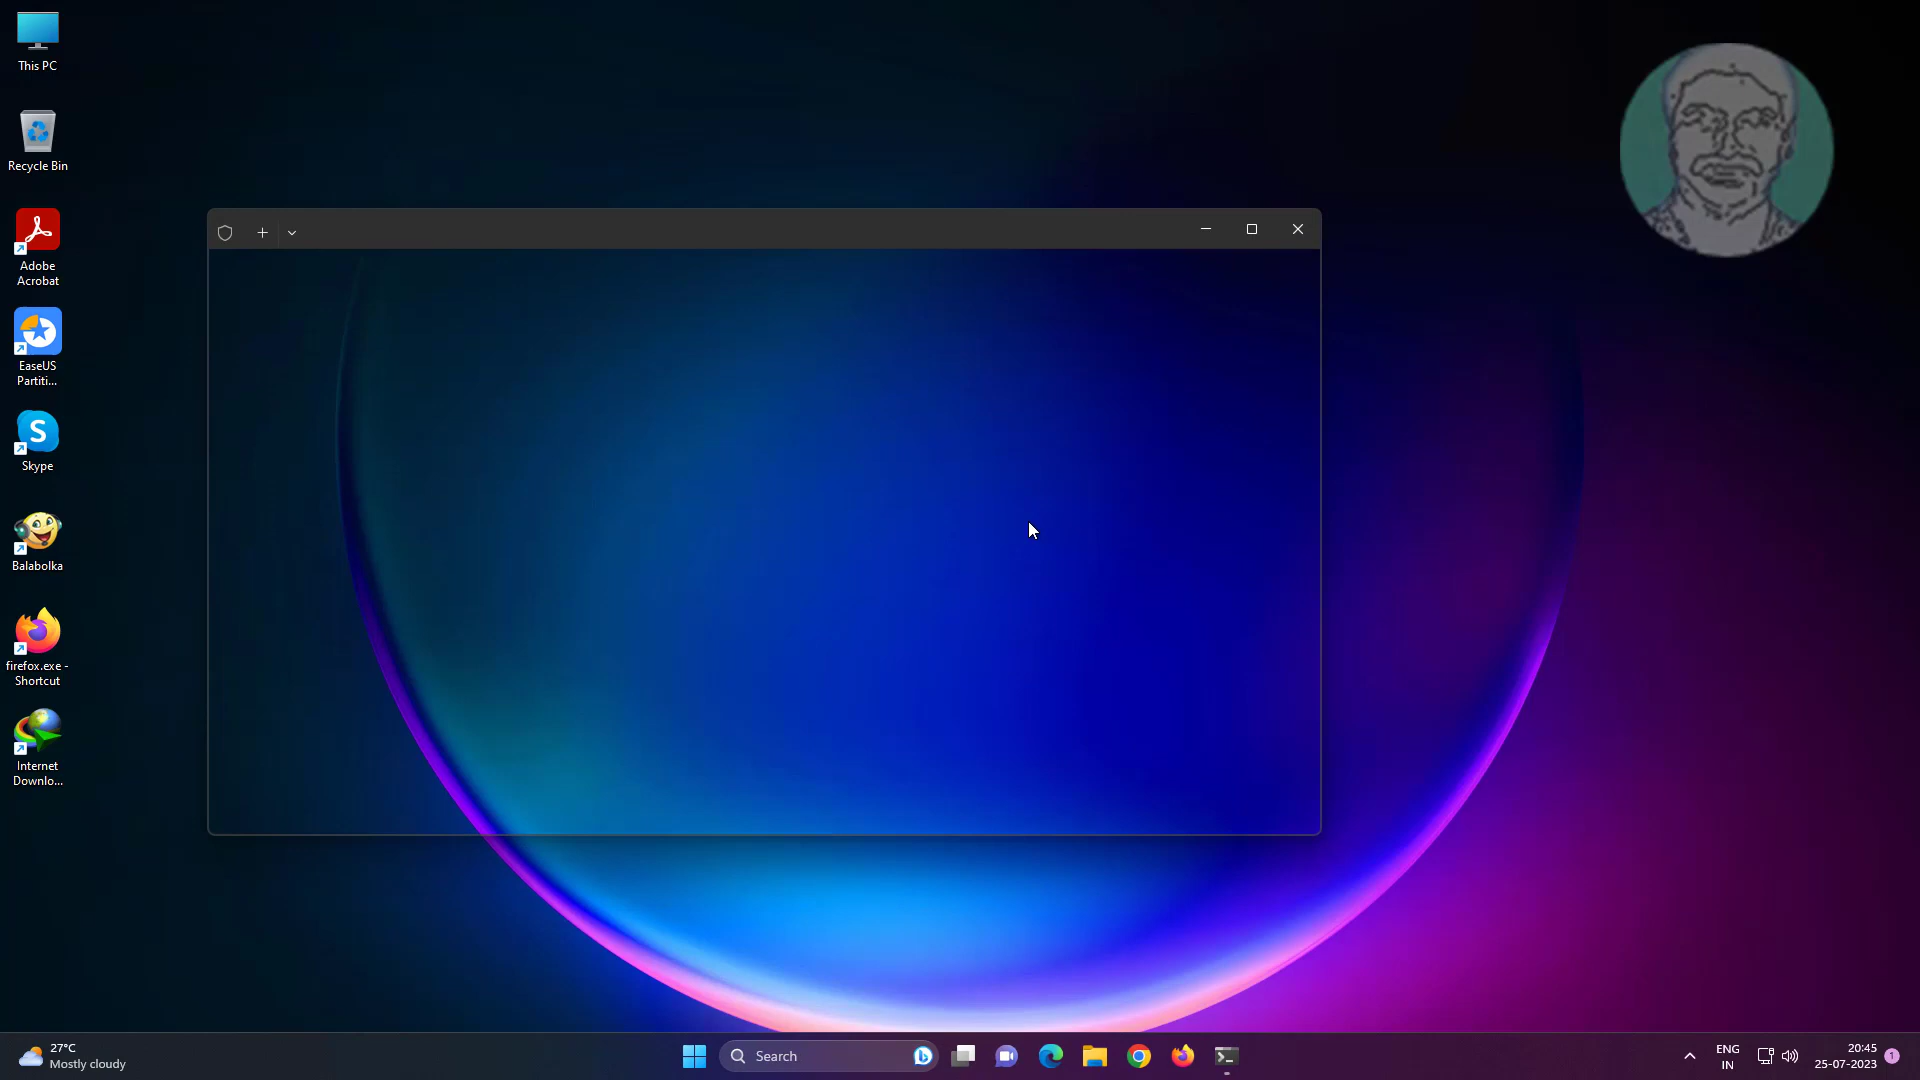 This PC
Recycle Bin
Adobe
Acrobat
EaseUS
Partiti...
Skype
Balabolka
firefox.exe -
Shortcut
Internet
Downlo...
27°C
Mostly cloudy
Search
ENG
IN
20:45
25-07-2023
1